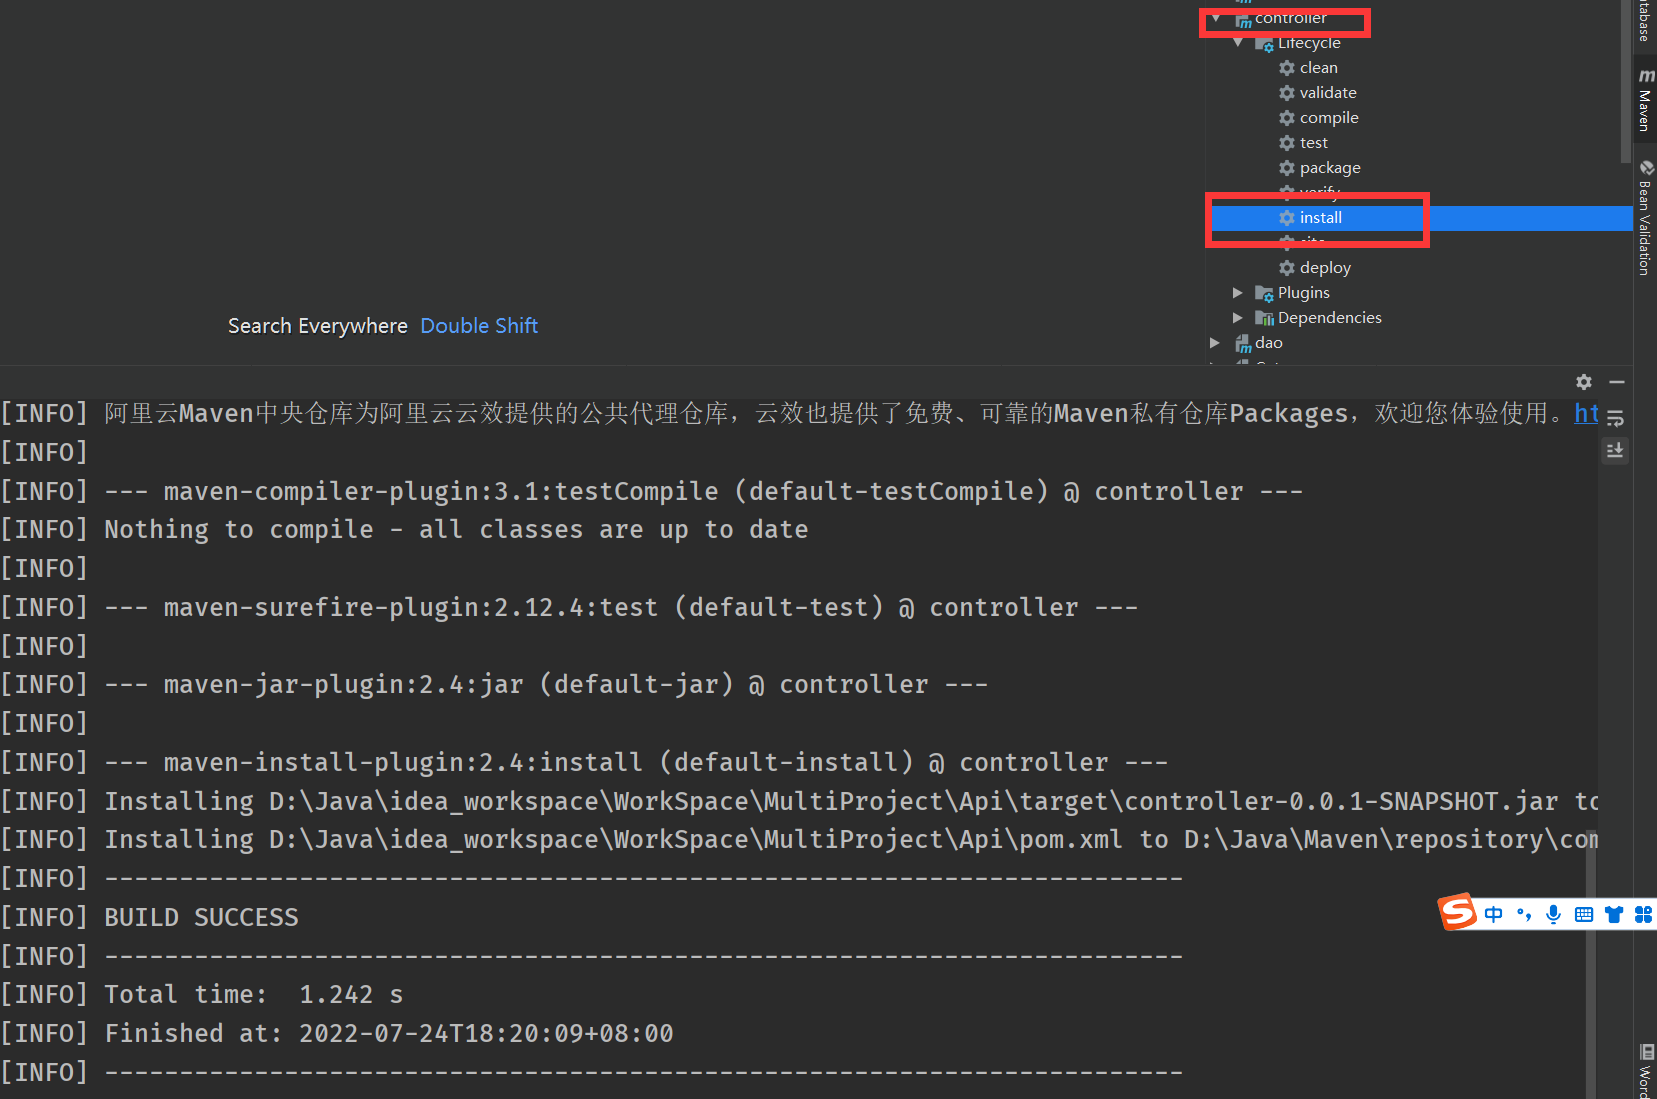 controller
Lifecycle
clean
validate
compile
test
package
verify
install
site
deploy
Plugins
Dependencies
dao
Maven
Bean Validation
Search Everywhere Double Shift
[INFO] 阿里云Maven中央仓库为阿里云云效提供的公共代理仓库，云效也提供了免费、可靠的Maven私有仓库Packages，欢迎您体验使用。ht
[INFO]
[INFO] --- maven-compiler-plugin:3.1:testCompile (default-testCompile) @ controller ---
[INFO] Nothing to compile - all classes are up to date
[INFO]
[INFO] --- maven-surefire-plugin:2.12.4:test (default-test) @ controller ---
[INFO]
[INFO] --- maven-jar-plugin:2.4:jar (default-jar) @ controller ---
[INFO]
[INFO] --- maven-install-plugin:2.4:install (default-install) @ controller ---
[INFO] Installing D:\Java\idea_workspace\WorkSpace\MultiProject\Api\target\controller-0.0.1-SNAPSHOT.jar to
[INFO] Installing D:\Java\idea_workspace\WorkSpace\MultiProject\Api\pom.xml to D:\Java\Maven\repository\com
[INFO] ------------------------------------------------------------------------
[INFO] BUILD SUCCESS
[INFO] ------------------------------------------------------------------------
[INFO] Total time:  1.242 s
[INFO] Finished at: 2022-07-24T18:20:09+08:00
[INFO] ------------------------------------------------------------------------
中
Word